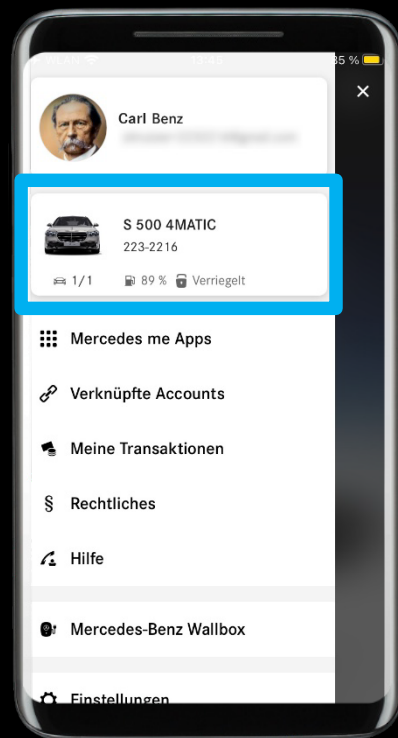 WLAN 13:45 35 %
Carl Benz
S 500 4MATIC
223-2216
1/1 89 % Verriegelt
Mercedes me Apps
Verknüpfte Accounts
Meine Transaktionen
§ Rechtliches
Hilfe
Mercedes-Benz Wallbox
Einstellungen